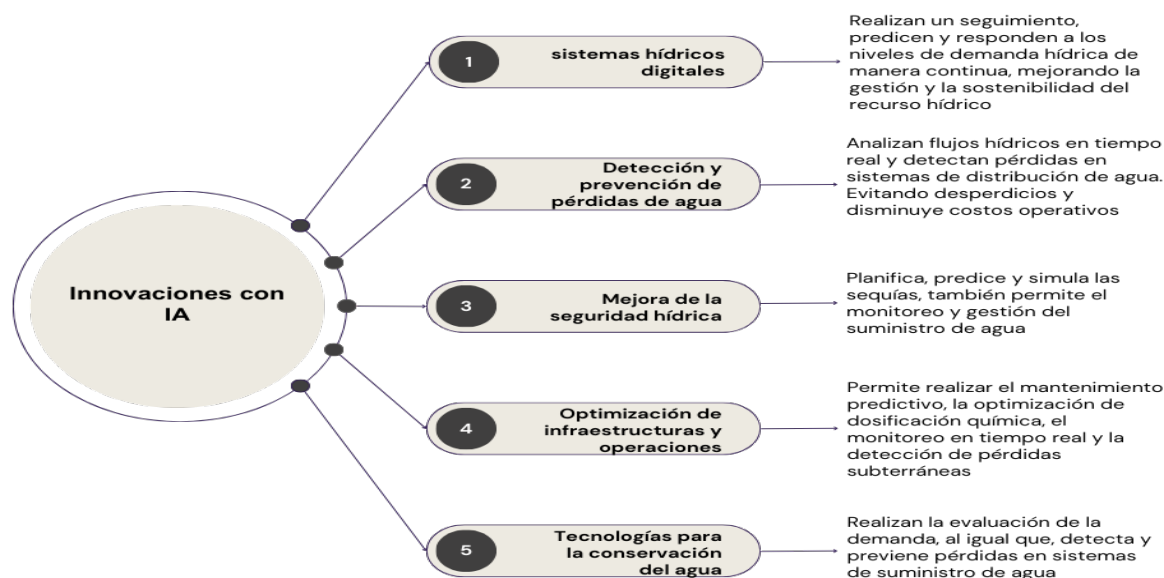 Innovaciones con
IA
1
sistemas hídricos
digitales
Realizan un seguimiento,
predicen y responden a los
niveles de demanda hídrica de
manera continua, mejorando la
gestión y la sostenibilidad del
recurso hídrico
2
Detección y
prevención de
pérdidas de agua
Analizan flujos hídricos en tiempo
real y detectan pérdidas en
sistemas de distribución de agua.
Evitando desperdicios y
disminuye costos operativos
3
Mejora de la
seguridad hídrica
Planifica, predice y simula las
sequías, también permite el
monitoreo y gestión del
suministro de agua
4
Optimización de
infraestructuras y
operaciones
Permite realizar el mantenimiento
predictivo, la optimización de
dosificación química, el
monitoreo en tiempo real y la
detección de pérdidas
subterráneas
5
Tecnologías para
la conservación
del agua
Realizan la evaluación de la
demanda, al igual que, detecta y
previene pérdidas en sistemas
de suministro de agua